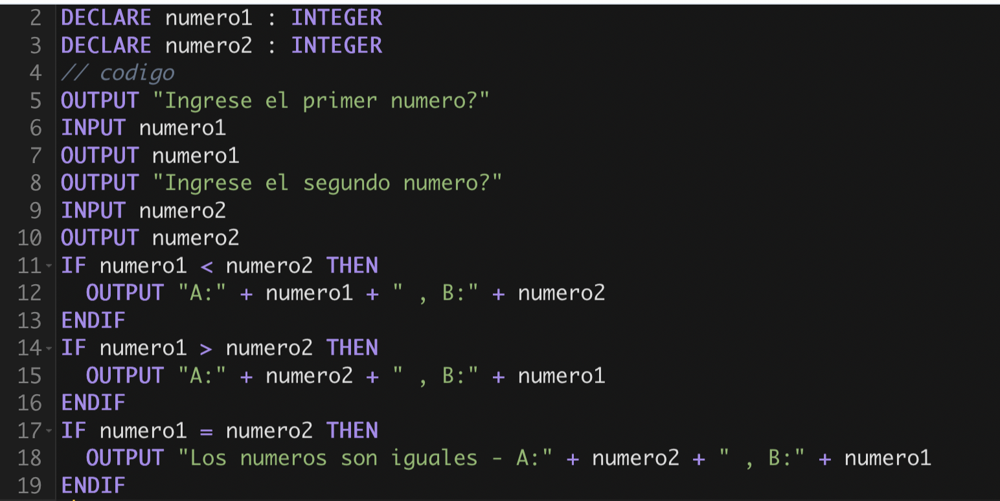 2 DECLARE numero1 : INTEGER
3 DECLARE numero2 : INTEGER
4 // codigo
5 OUTPUT "Ingrese el primer numero?"
6 INPUT numero1
7 OUTPUT numero1
8 OUTPUT "Ingrese el segundo numero?"
9 INPUT numero2
10 OUTPUT numero2
11 IF numero1 < numero2 THEN
12   OUTPUT "A:" + numero1 + " , B:" + numero2
13 ENDIF
14 IF numero1 > numero2 THEN
15   OUTPUT "A:" + numero2 + " , B:" + numero1
16 ENDIF
17 IF numero1 = numero2 THEN
18   OUTPUT "Los numeros son iguales - A:" + numero2 + " , B:" + numero1
19 ENDIF